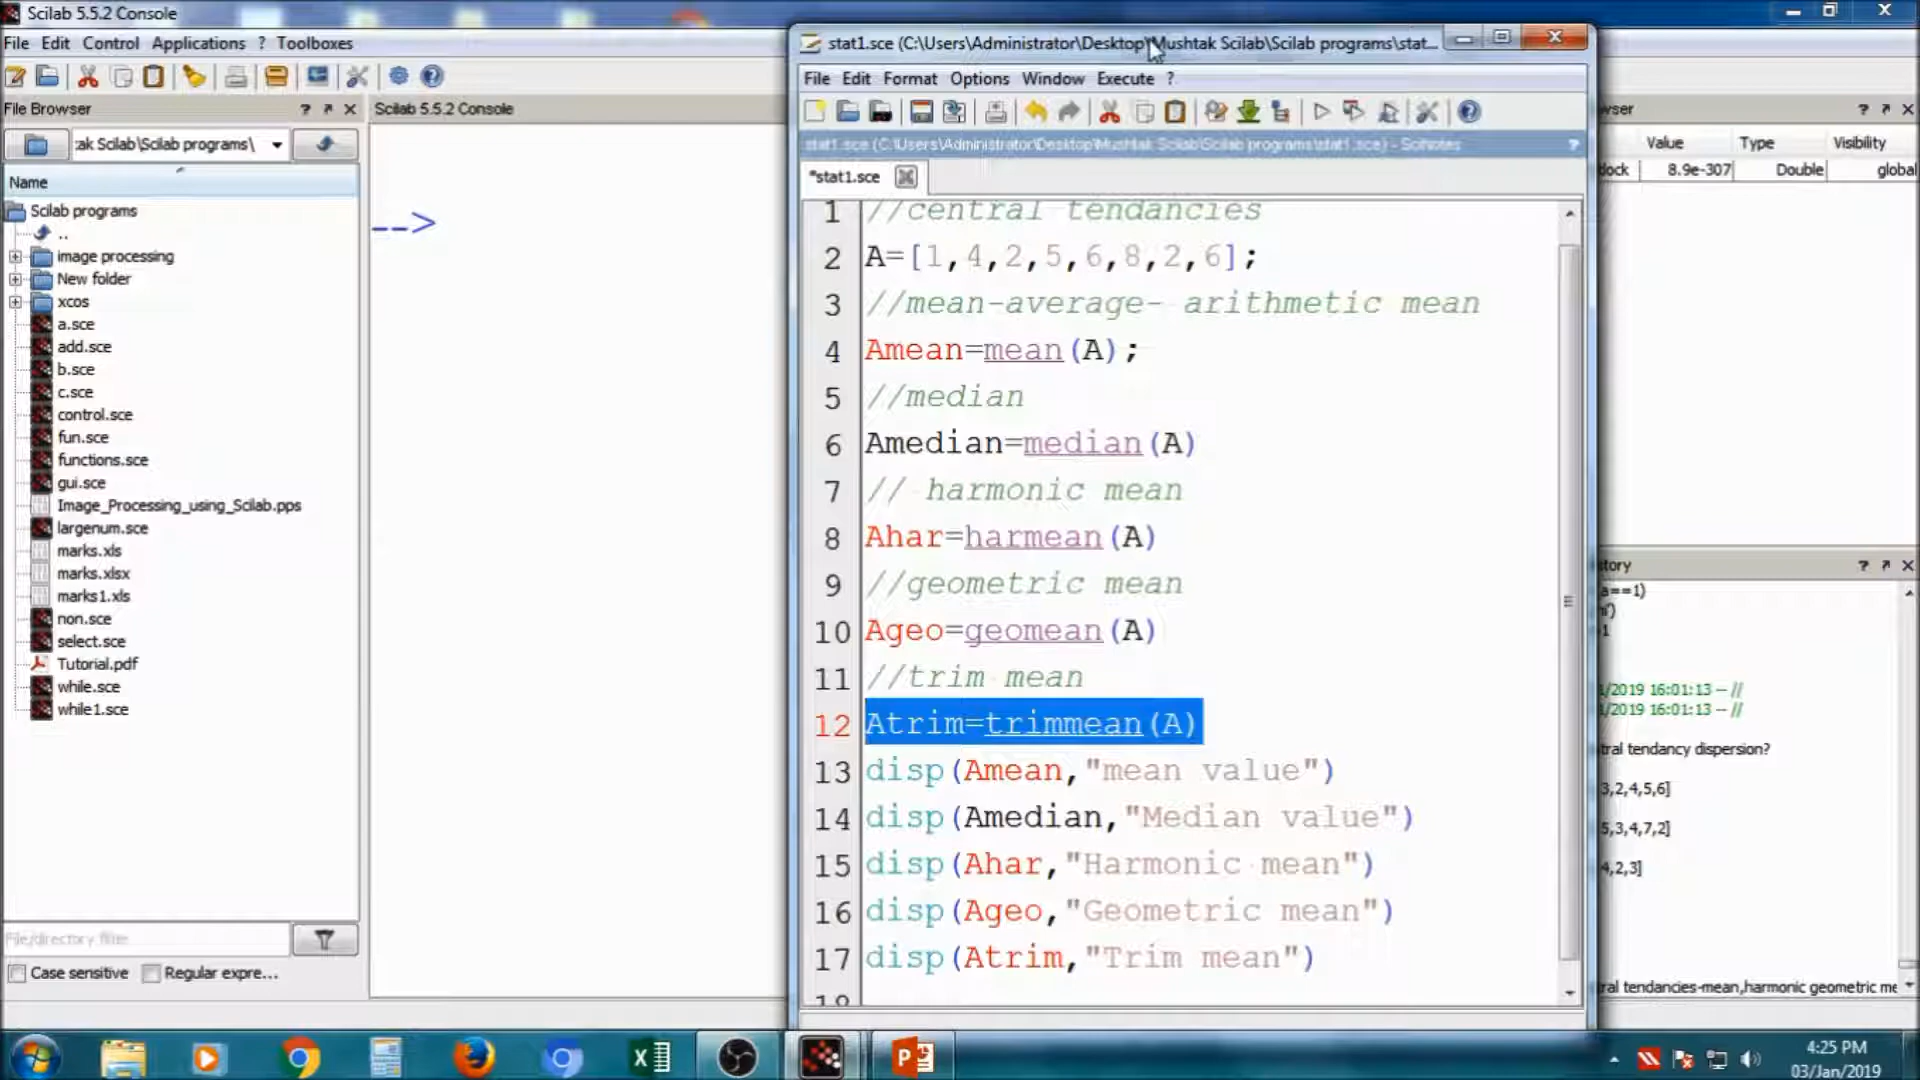 Scilab 5.5.2 Console
File Edit Control Applications ? Toolboxes
File Browser ? ×
ak Scilab\Scilab programs\
Name
Scilab programs
..
image processing
New folder
xcos
a.sce
add.sce
b.sce
c.sce
control.sce
fun.sce
functions.sce
gui.sce
Image_Processing_using_Scilab.pps
largenum.sce
marks.xls
marks.xlsx
marks1.xls
non.sce
select.sce
Tutorial.pdf
while.sce
while1.sce
File/directory filter
Case sensitive Regular expre...
Scilab 5.5.2 Console
-->
stat1.sce (C:\Users\Administrator\Desktop\Mushtak Scilab\Scilab programs\stat...
File Edit Format Options Window Execute ?
stat1.sce (C:\Users\Administrator\Desktop\Mushtak Scilab\Scilab programs\stat1.sce) - SciNotes ?
*stat1.sce
1 //central tendancies
2 A=[1,4,2,5,6,8,2,6];
3 //mean-average- arithmetic mean
4 Amean=mean(A);
5 //median
6 Amedian=median(A)
7 // harmonic mean
8 Ahar=harmean(A)
9 //geometric mean
10 Ageo=geomean(A)
11 //trim mean
12 Atrim=trimmean(A)
13 disp(Amean,"mean value")
14 disp(Amedian,"Median value")
15 disp(Ahar,"Harmonic mean")
16 disp(Ageo,"Geometric mean")
17 disp(Atrim,"Trim mean")
18
wser ? ×
Value Type Visibility
dock 8.9e-307 Double global
tory ? ×
a==1)
1
1/2019 16:01:13 -- //
1/2019 16:01:13 -- //
tral tendancy dispersion?
3,2,4,5,6]
5,3,4,7,2]
4,2,3]
ral tendancies-mean,harmonic geometric me
4:25 PM
03/Jan/2019